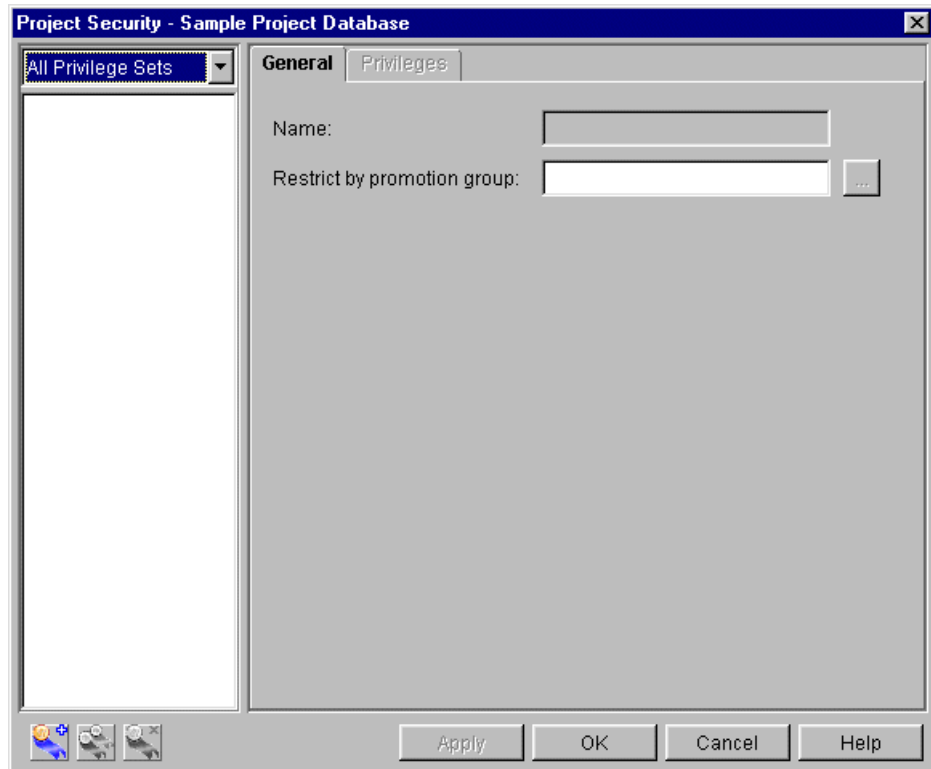 Project Security - Sample Project Database
All Privilege Sets
General
Privileges
Name:
Restrict by promotion group:
...
Apply
OK
Cancel
Help